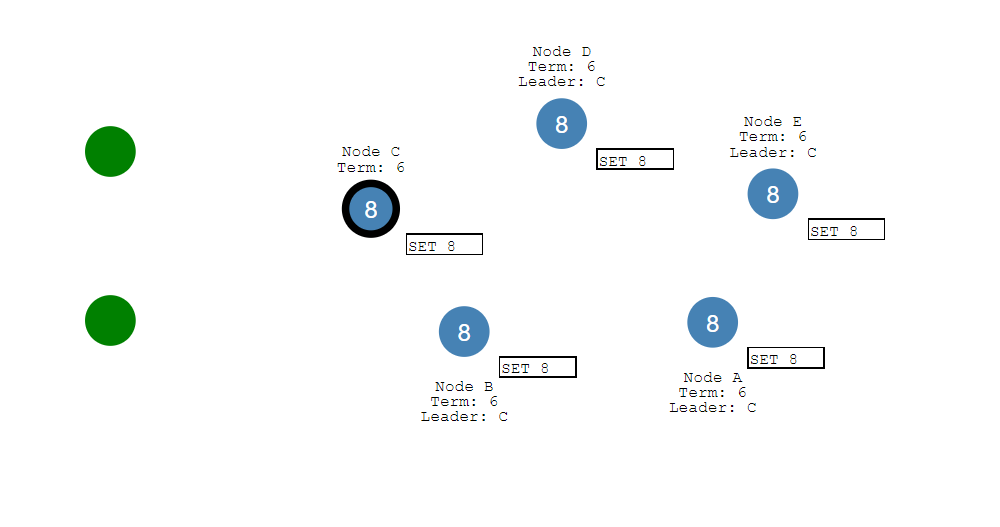 Node D
Term: 6
Leader: C
8
SET 8
Node E
Term: 6
Leader: C
8
SET 8
Node C
Term: 6
8
SET 8
8
SET 8
Node B
Term: 6
Leader: C
8
SET 8
Node A
Term: 6
Leader: C